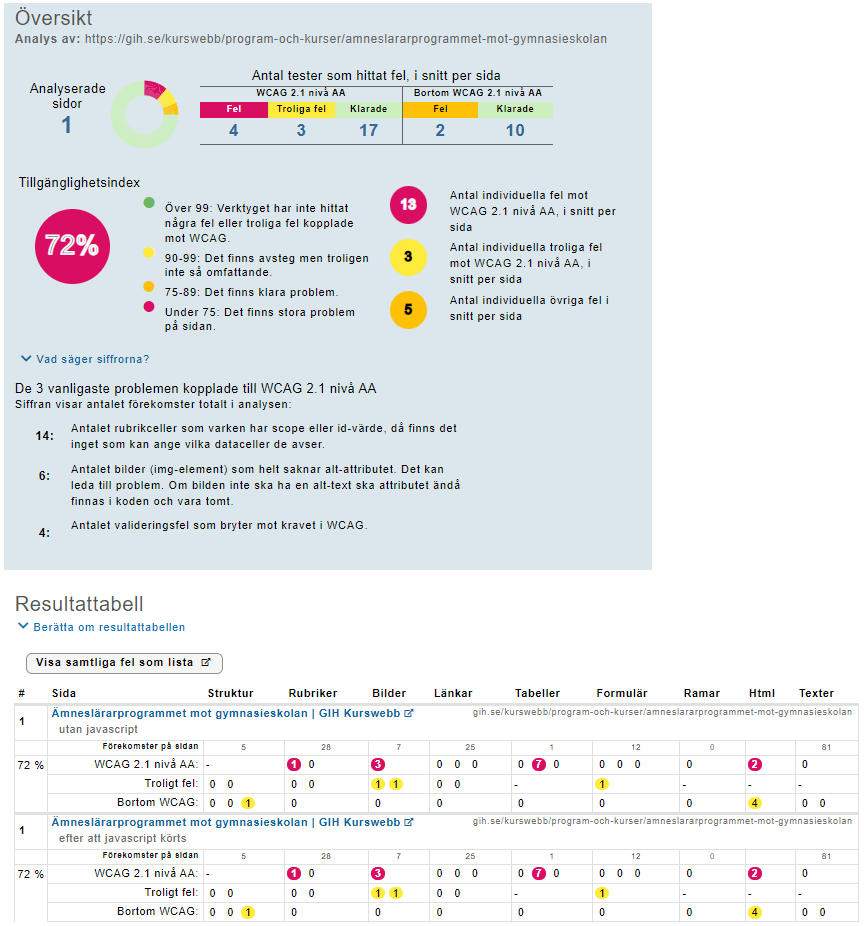 Översikt
Analys av: https://gih.se/kurswebb/program-och-kurser/amneslararprogrammet-mot-gymnasieskolan
Analyserade
sidor
1
Antal tester som hittat fel, i snitt per sida
WCAG 2.1 nivå AA Bortom WCAG 2.1 nivå AA
Fel Troliga fel Klarade Fel Klarade
4 3 17 2 10
Tillgänglighetsindex
72%
Över 99: Verktyget har inte hittat
några fel eller troliga fel kopplade
mot WCAG.
90-99: Det finns avsteg men troligen
inte så omfattande.
75-89: Det finns klara problem.
Under 75: Det finns stora problem
på sidan.
13
Antal individuella fel mot
WCAG 2.1 nivå AA, i snitt per
sida
3
Antal individuella troliga fel
mot WCAG 2.1 nivå AA, i
snitt per sida
5
Antal individuella övriga fel i
snitt per sida
Vad säger siffrorna?
De 3 vanligaste problemen kopplade till WCAG 2.1 nivå AA
Siffran visar antalet förekomster totalt i analysen:
14: Antalet rubrikceller som varken har scope eller id-värde, då finns det
inget som kan ange vilka dataceller de avser.
6: Antalet bilder (img-element) som helt saknar alt-attributet. Det kan
leda till problem. Om bilden inte ska ha en alt-text ska attributet ändå
finnas i koden och vara tomt.
4: Antalet valideringsfel som bryter mot kravet i WCAG.
Resultattabell
Berätta om resultattabellen
Visa samtliga fel som lista
# Sida Struktur Rubriker Bilder Länkar Tabeller Formulär Ramar Html Texter
1 Ämneslärarprogrammet mot gymnasieskolan | GIH Kurswebb gih.se/kurswebb/program-och-kurser/amneslararprogrammet-mot-gymnasieskolan
utan javascript
Förekomster på sidan 5 28 7 25 1 12 0 81
72 % WCAG 2.1 nivå AA: - 1 0 3 0 0 0 0 7 0 0 0 0 0 2 0
Troligt fel: 0 0 0 0 1 1 0 0 - 1 - - -
Bortom WCAG: 0 0 1 0 0 0 0 0 0 4 0 0
1 Ämneslärarprogrammet mot gymnasieskolan | GIH Kurswebb gih.se/kurswebb/program-och-kurser/amneslararprogrammet-mot-gymnasieskolan
efter att javascript körts
Förekomster på sidan 5 28 7 25 1 12 0 81
72 % WCAG 2.1 nivå AA: - 1 0 3 0 0 0 0 7 0 0 0 0 0 2 0
Troligt fel: 0 0 0 0 1 1 0 0 - 1 - - -
Bortom WCAG: 0 0 1 0 0 0 0 0 0 4 0 0